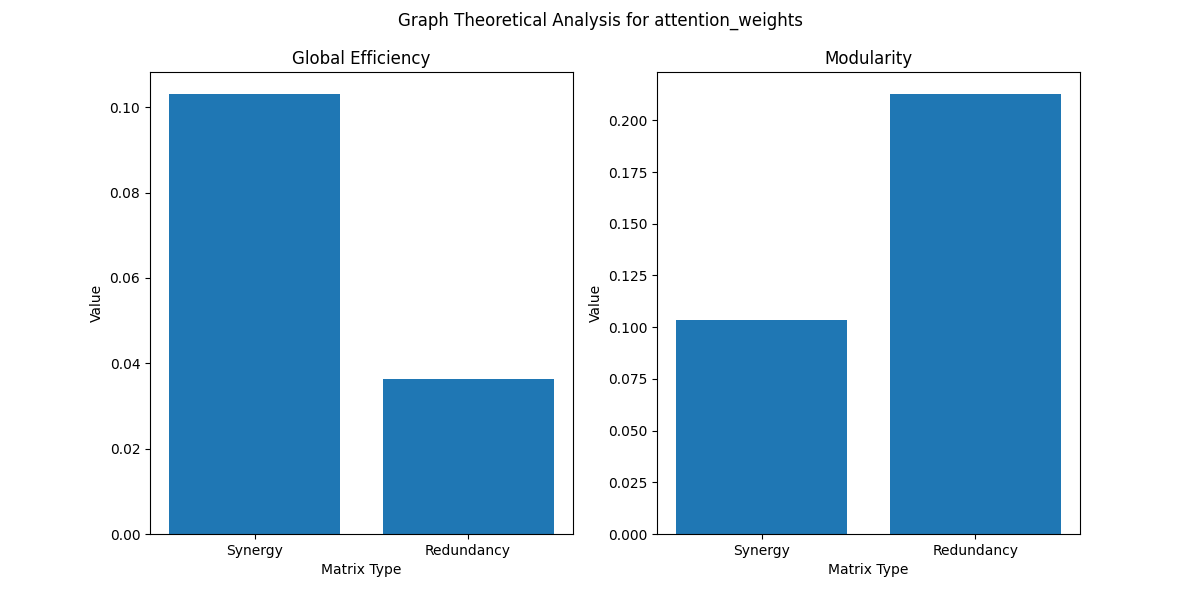 Graph Theoretical Analysis for attention_weights
Global Efficiency
0.10
0.08
0.06
0.04
0.02
0.00
Value
Synergy Redundancy
Matrix Type
Modularity
0.200
0.175
0.150
0.125
0.100
0.075
0.050
0.025
0.000
Value
Synergy Redundancy
Matrix Type